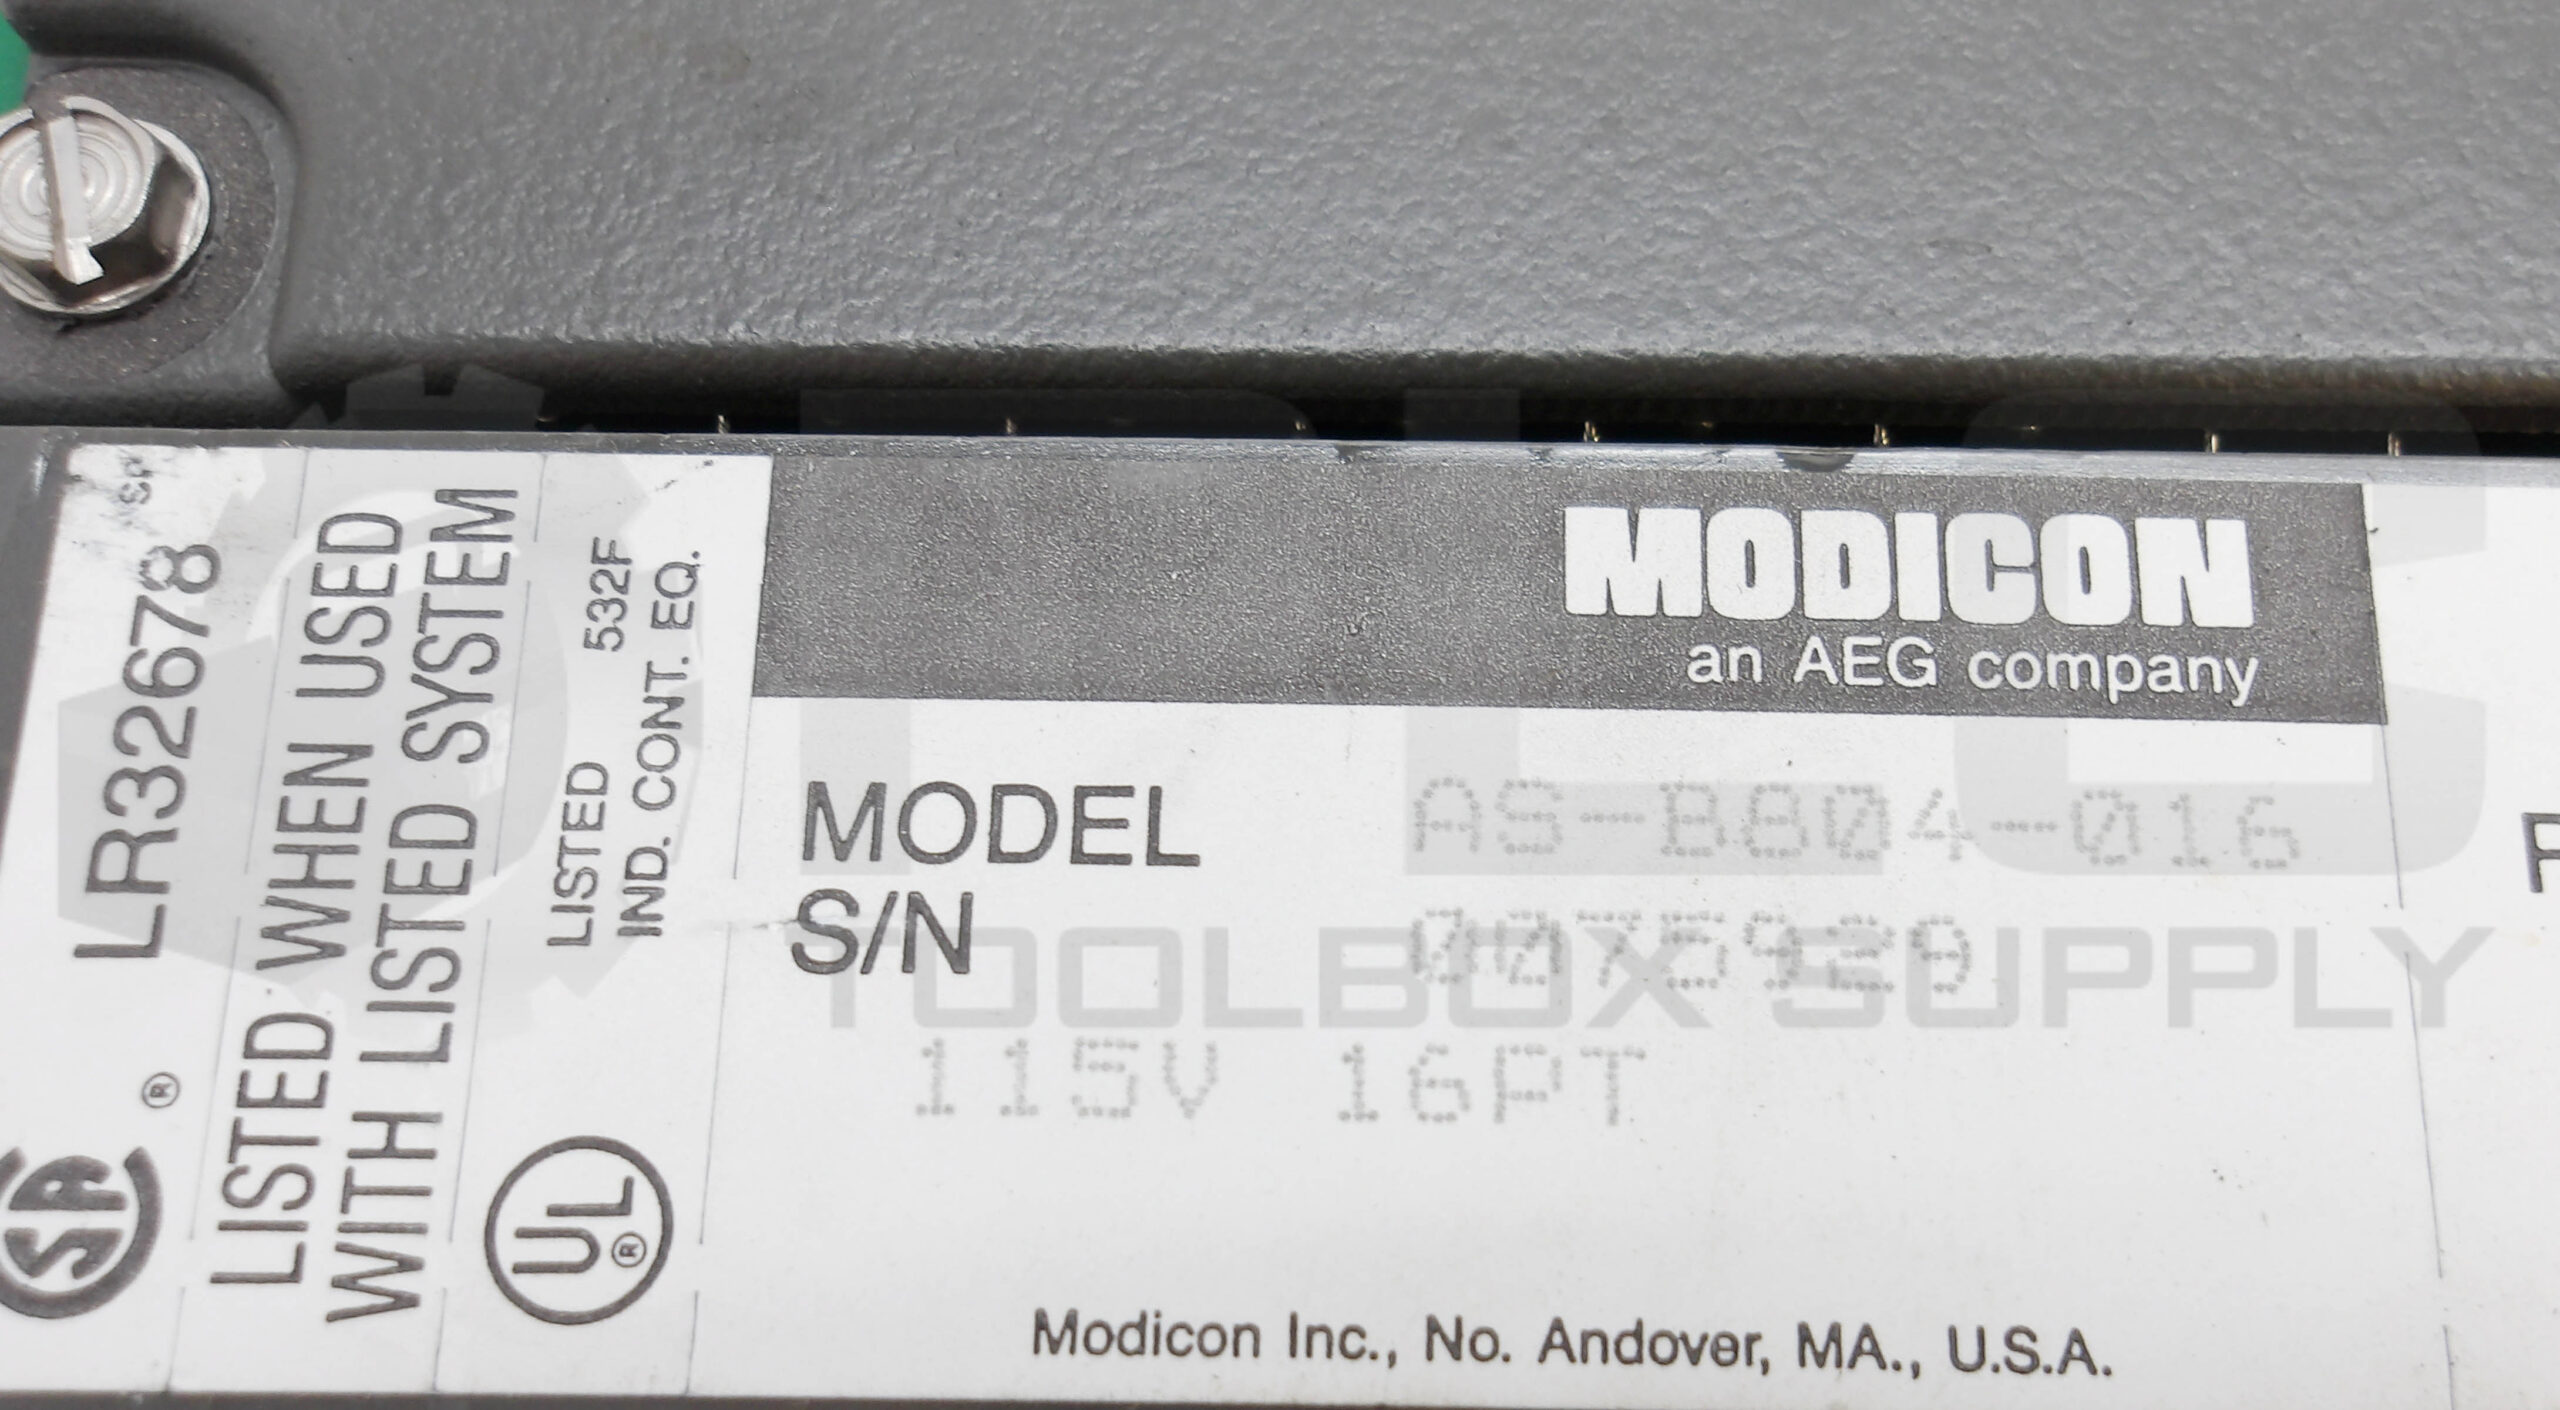 LR32678
®
LISTED WHEN USED
WITH LISTED SYSTEM
LISTED 532F
IND. CONT. EQ.
UL®
MODICON
an AEG company
MODEL AS-B804-016
S/N
115V 16PT
Modicon Inc., No. Andover, MA., U.S.A.
PLC
TOOLBOX SUPPLY